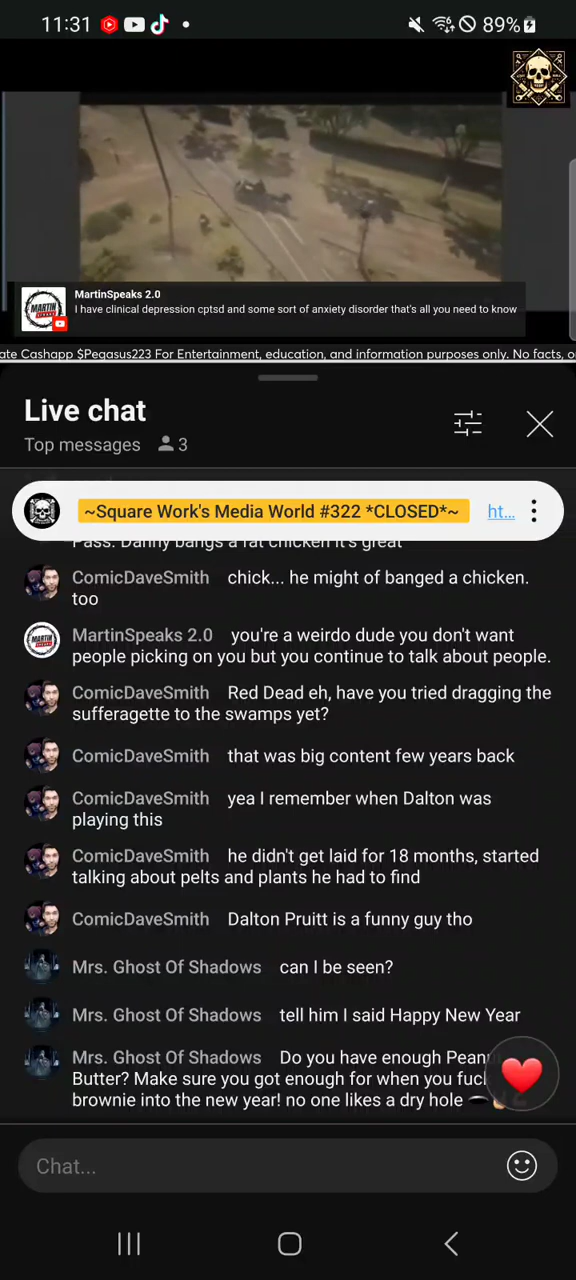 11:31
89%
MartinSpeaks 2.0
I have clinical depression cptsd and some sort of anxiety disorder that's all you need to know
ate Cashapp $Pegasus223 For Entertainment, education, and information purposes only. No facts, o
Live chat
Top messages 3
~Square Work's Media World #322 *CLOSED*~ ht...
Pass. Danny bangs a fat chicken it's great
ComicDaveSmith chick... he might of banged a chicken.
too
MartinSpeaks 2.0 you're a weirdo dude you don't want
people picking on you but you continue to talk about people.
ComicDaveSmith Red Dead eh, have you tried dragging the
sufferagette to the swamps yet?
ComicDaveSmith that was big content few years back
ComicDaveSmith yea I remember when Dalton was
playing this
ComicDaveSmith he didn't get laid for 18 months, started
talking about pelts and plants he had to find
ComicDaveSmith Dalton Pruitt is a funny guy tho
Mrs. Ghost Of Shadows can I be seen?
Mrs. Ghost Of Shadows tell him I said Happy New Year
Mrs. Ghost Of Shadows Do you have enough Pean
Butter? Make sure you got enough for when you fuc
brownie into the new year! no one likes a dry hole
Chat...